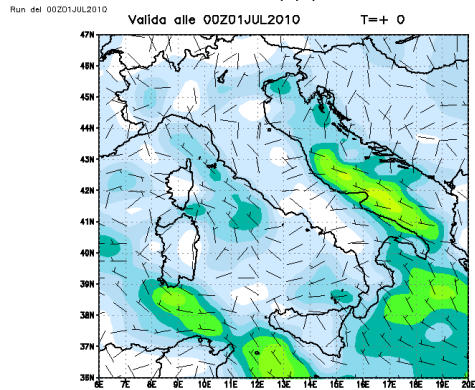 Run del 00Z01JUL2010
Valida alle 00Z01JUL2010 T=+ 0
47N
46N
45N
44N
43N
42N
41N
40N
39N
38N
37N
36N
6E 7E 8E 9E 10E 11E 12E 13E 14E 15E 16E 17E 18E 19E 20E